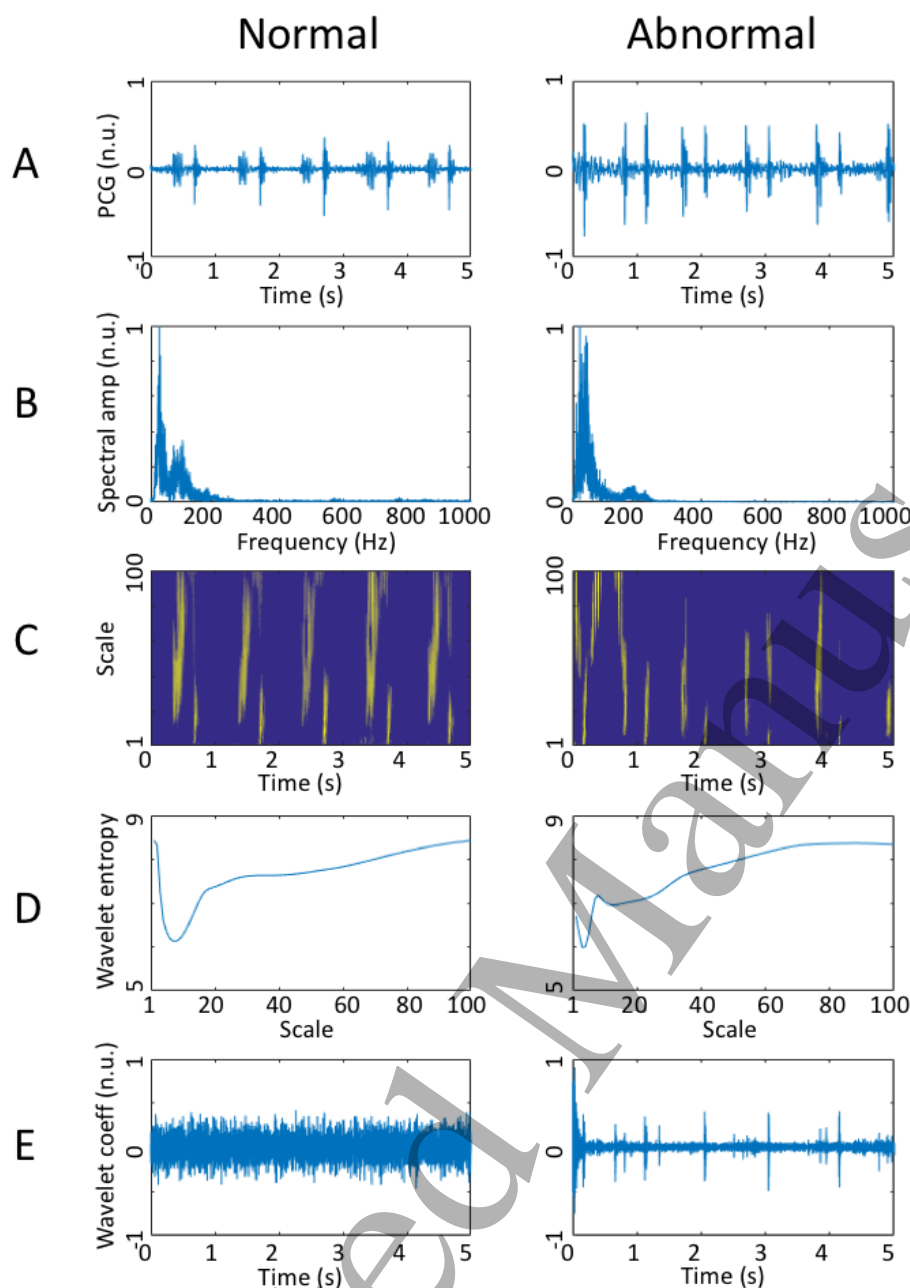 Normal Abnormal
A
PCG (n.u.)
1
0
-1
0 1 2 3 4 5
Time (s)
1
0
-1
0 1 2 3 4 5
Time (s)
B
Spectral amp (n.u.)
1
0
0 200 400 600 800 1000
Frequency (Hz)
1
0
0 200 400 600 800 1000
Frequency (Hz)
C
Scale
100
1
0 1 2 3 4 5
Time (s)
100
1
0 1 2 3 4 5
Time (s)
D
Wavelet entropy
9
5
1 20 40 60 80 100
Scale
9
5
1 20 40 60 80 100
Scale
E
Wavelet coeff (n.u.)
1
0
-1
0 1 2 3 4 5
Time (s)
1
0
-1
0 1 2 3 4 5
Time (s)
ed Manus